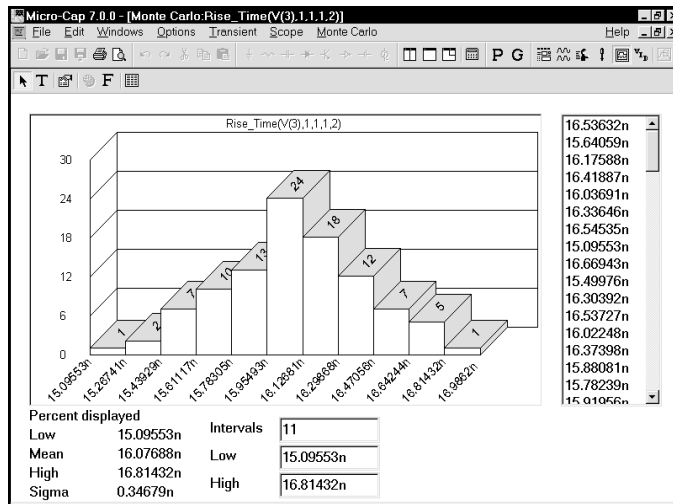 Micro-Cap 7.0.0 - [Monte Carlo:Rise_Time(V(3),1,1,1,2)]
File Edit Windows Options Transient Scope Monte Carlo Help
P G
T F
Rise_Time(V(3),1,1,1,2)
30
24
18
12
6
0
1 2 7 10 13 24 18 12 7 5 1
15.09553n 15.26741n 15.43929n 15.61117n 15.78305n 15.95493n 16.12681n 16.29868n 16.47056n 16.64244n 16.81432n 16.9862n
16.53632n
15.64059n
16.17588n
16.41887n
16.03691n
16.33646n
16.54535n
15.09553n
16.66943n
15.49976n
16.30392n
16.53727n
16.02248n
16.37398n
15.88081n
15.78239n
15.91956n
Percent displayed
Low 15.09553n
Mean 16.07688n
High 16.81432n
Sigma 0.34679n
Intervals 11
Low 15.09553n
High 16.81432n